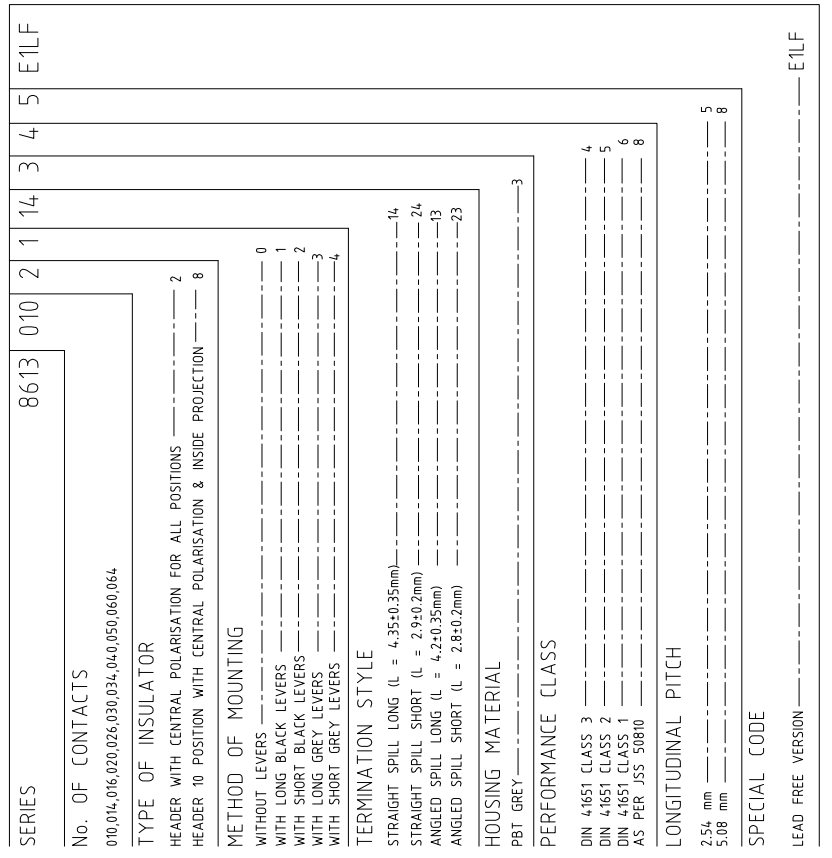 SERIES 8613 010 2 1 14 3 4 5 E1LF
No. OF CONTACTS
010,014,016,020,026,030,034,040,050,060,064
TYPE OF INSULATOR
HEADER WITH CENTRAL POLARISATION FOR ALL POSITIONS 2
HEADER 10 POSITION WITH CENTRAL POLARISATION & INSIDE PROJECTION 8
METHOD OF MOUNTING
WITHOUT LEVERS 0
WITH LONG BLACK LEVERS 1
WITH SHORT BLACK LEVERS 2
WITH LONG GREY LEVERS 3
WITH SHORT GREY LEVERS 4
TERMINATION STYLE
STRAIGHT SPILL LONG (L = 4.35±0.35mm) 14
STRAIGHT SPILL SHORT (L = 2.9±0.2mm) 24
ANGLED SPILL LONG (L = 4.2±0.35mm) 13
ANGLED SPILL SHORT (L = 2.8±0.2mm) 23
HOUSING MATERIAL
PBT GREY 3
PERFORMANCE CLASS
DIN 41651 CLASS 3 4
DIN 41651 CLASS 2 5
DIN 41651 CLASS 1 6
AS PER JSS 50810 8
LONGITUDINAL PITCH
2.54 mm 5
5.08 mm 8
SPECIAL CODE
LEAD FREE VERSION E1LF